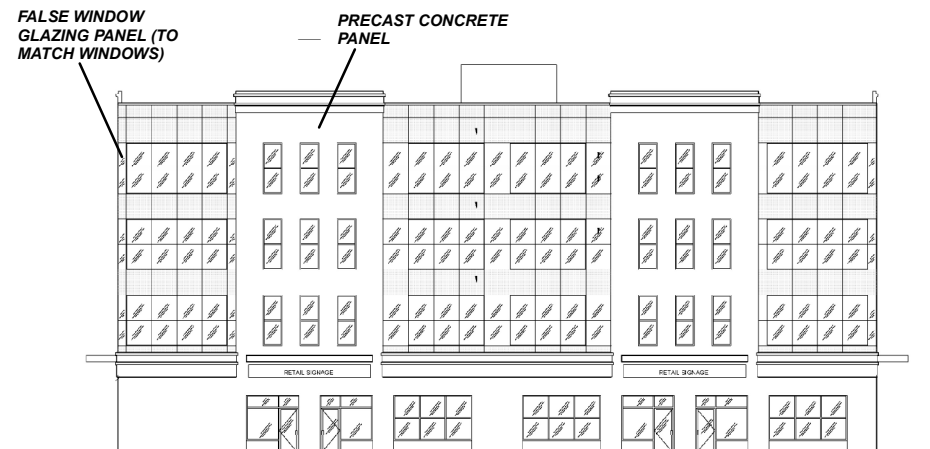 FALSE WINDOW
GLAZING PANEL (TO
MATCH WINDOWS)
PRECAST CONCRETE
PANEL
RETAIL SIGNAGE
RETAIL SIGNAGE